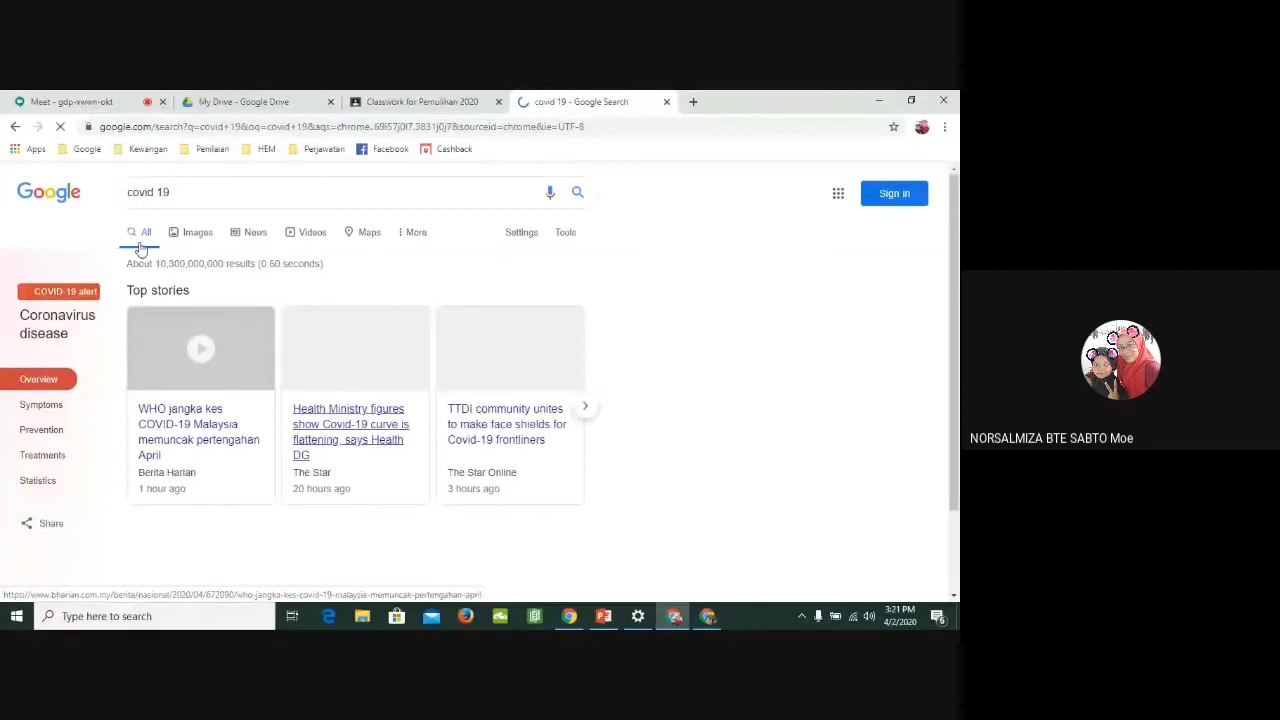 Meet - gdp-xwwn-okt
My Drive - Google Drive
Classwork for Pemulihan 2020
covid 19 - Google Search
google.com/search?q=covid+19&oq=covid+19&aqs=chrome..69i57j0l7.3831j0j7&sourceid=chrome&ie=UTF-8
Apps Google Kewangan Penilaian HEM Perjawatan Facebook Cashback
Google
covid 19
Sign in
All Images News Videos Maps More Settings Tools
About 10,300,000,000 results (0.60 seconds)
COVID-19 alert
Coronavirus
disease
Overview
Symptoms
Prevention
Treatments
Statistics
Share
Top stories
WHO jangka kes
COVID-19 Malaysia
memuncak pertengahan
April
Berita Harian
1 hour ago
Health Ministry figures
show Covid-19 curve is
flattening, says Health
DG
The Star
20 hours ago
TTDI community unites
to make face shields for
Covid-19 frontliners
The Star Online
3 hours ago
https://www.bharian.com.my/berita/nasional/2020/04/672090/who-jangka-kes-covid-19-malaysia-memuncak-pertengahan-april
Type here to search
3:21 PM
4/2/2020
6
NORSALMIZA BTE SABTO Moe